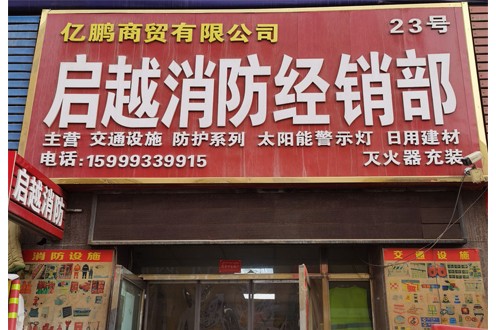 亿鹏商贸有限公司 23号
启越消防经销部
主营 交通设施 防护系列 太阳能警示灯 日用建材
电话:15999339915 灭火器充装
启越消防
消防设施
交通设施